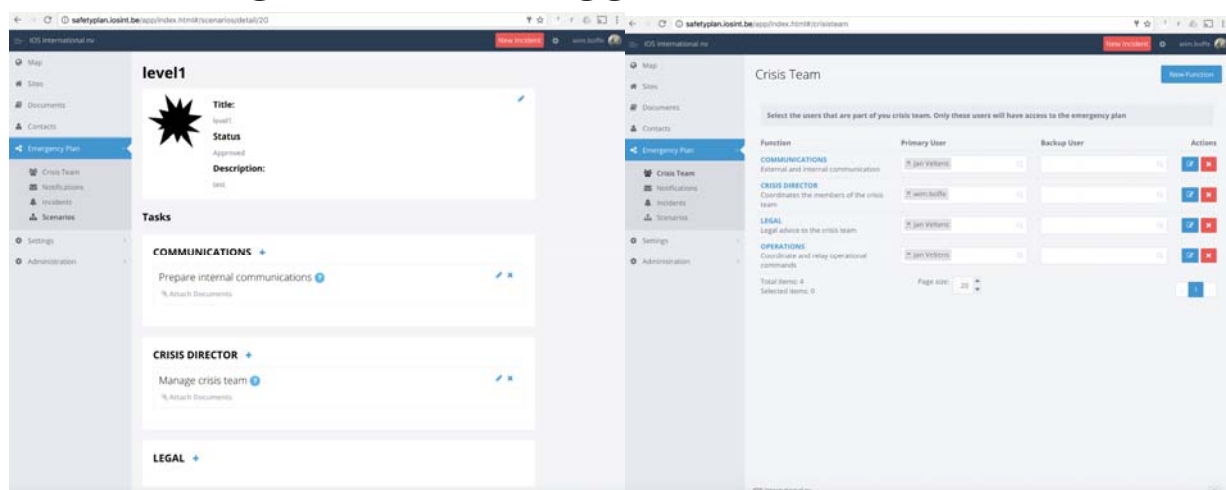 safetyplan.iosint.be/app/index.html#/scenarios/detail/20
IOS International nv
New Incident
wim.boffe
Map
Sites
Documents
Contacts
Emergency Plan
Crisis Team
Notifications
Incidents
Scenarios
Settings
Administration
level1
Title:
level1
Status
Approved
Description:
test
Tasks
COMMUNICATIONS +
Prepare internal communications ?
Attach Documents
CRISIS DIRECTOR +
Manage crisis team ?
Attach Documents
LEGAL +
safetyplan.iosint.be/app/index.html#/crisisteam
IOS International nv
New Incident
wim.boffe
Map
Sites
Documents
Contacts
Emergency Plan
Crisis Team
Notifications
Incidents
Scenarios
Settings
Administration
Crisis Team
New Function
Select the users that are part of you crisis team. Only these users will have access to the emergency plan
Function Primary User Backup User Actions
COMMUNICATIONS
External and internal communication
CRISIS DIRECTOR
Coordinates the members of the crisis
team
wim.boffe
LEGAL
Legal advice to the crisis team
OPERATIONS
Coordinate and relay operational
commands
Total items: 4
Selected items: 0
Page size: 20
1